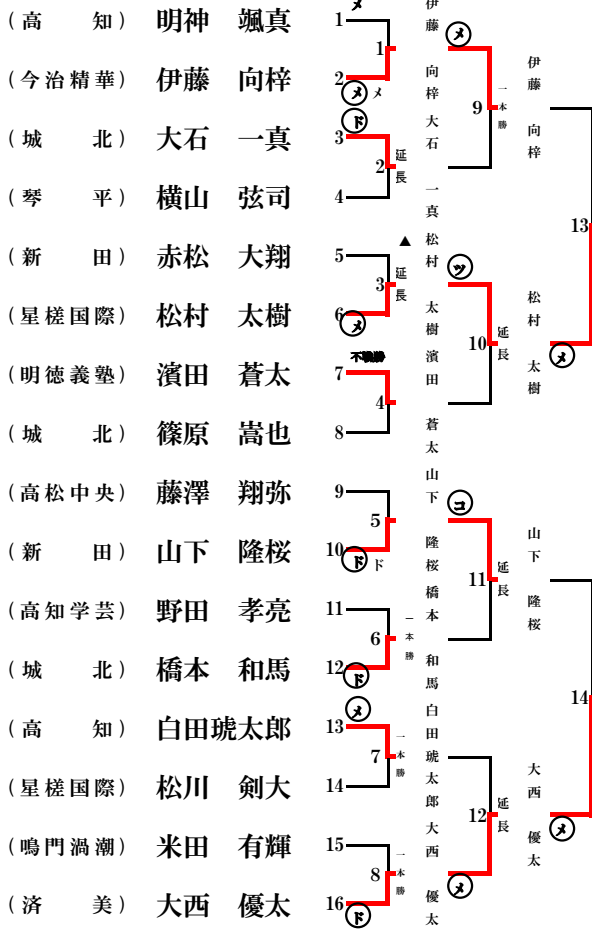 (高知) 明神 颯真 1 メ
(今治精華) 伊藤 向梓 2 メ メ
1
(城北) 大石 一真 3 ド
2 延長
(琴平) 横山 弦司 4
(新田) 赤松 大翔 5 ▲
3 延長
(星槎国際) 松村 太樹 6 メ
(明徳義塾) 濱田 蒼太 7 不戦勝
4
(城北) 篠原 嵩也 8
(高松中央) 藤澤 翔弥 9
5
(新田) 山下 隆桜 10 ド ド
(高知学芸) 野田 孝亮 11
6 一本勝
(城北) 橋本 和馬 12 ド
(高知) 白田琥太郎 13 メ
7 一本勝
(星槎国際) 松川 剣大 14
(鳴門渦潮) 米田 有輝 15
8 一本勝
(済美) 大西 優太 16 ド
伊藤 向梓 メ
9 一本勝
大石 一真
松村 太樹 ツ
10 延長
濱田 蒼太
山下 隆桜 コ
11 延長
橋本 和馬
白田琥太郎
12 延長
大西 優太 メ
伊藤 向梓
13
松村 太樹 メ
山下 隆桜
14
大西 優太 メ